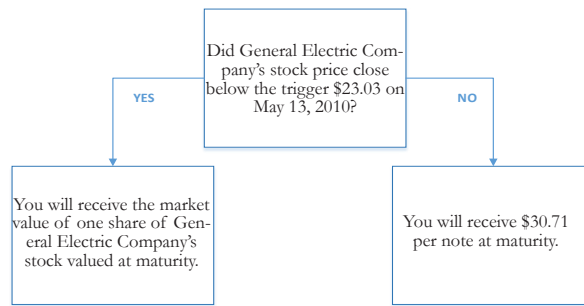 Did General Electric Com-
pany's stock price close
below the trigger $23.03 on
May 13, 2010?
YES
NO
You will receive the market
value of one share of Gen-
eral Electric Company's
stock valued at maturity.
You will receive $30.71
per note at maturity.